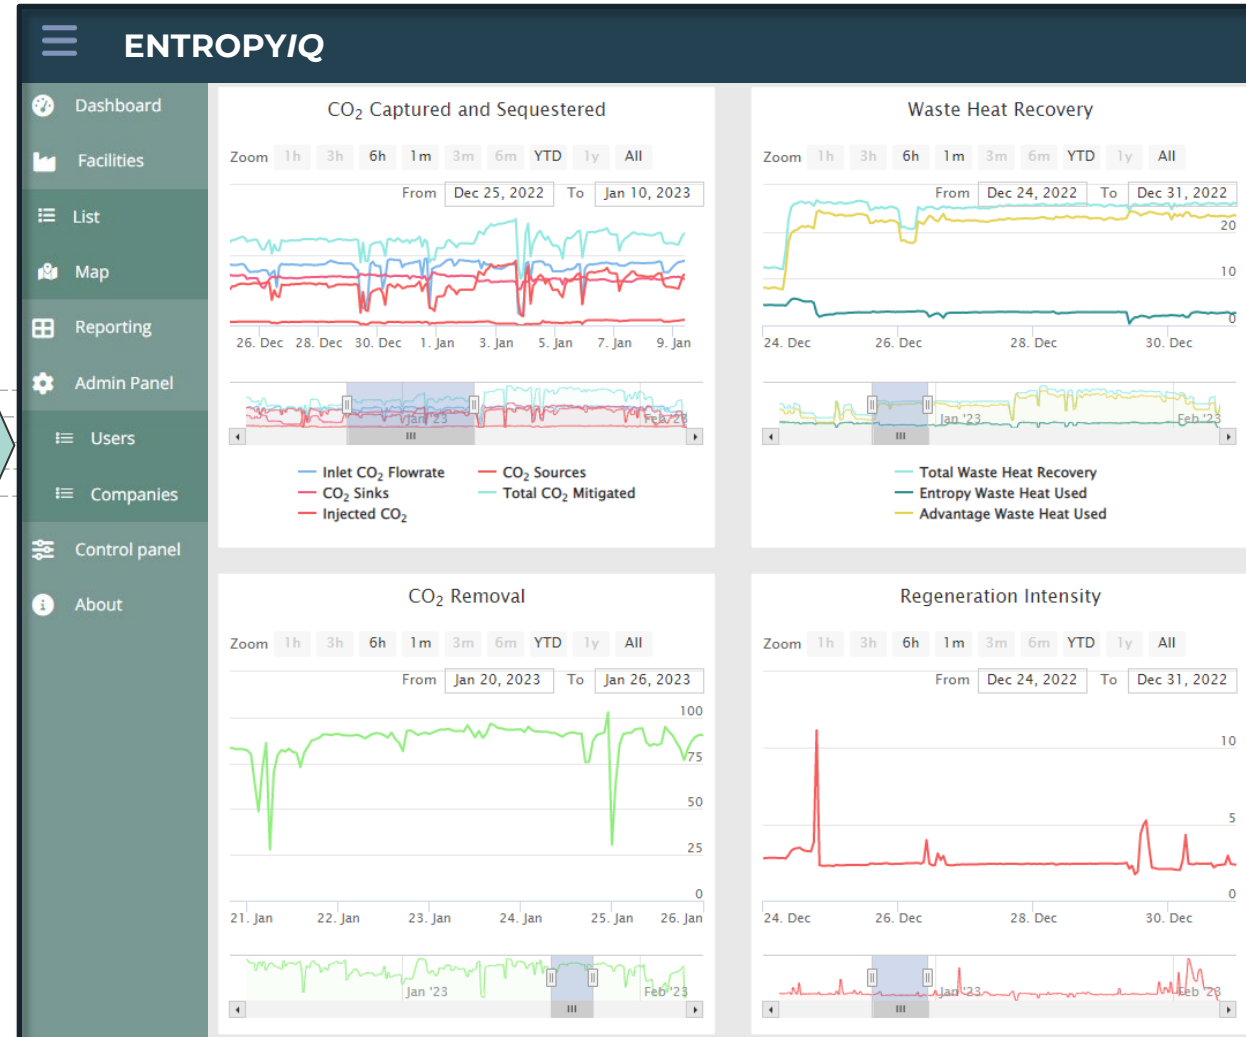 ENTROPYIQ
Dashboard
Facilities
List
Map
Reporting
Admin Panel
Users
Companies
Control panel
About
CO₂ Captured and Sequestered
Zoom 1h 3h 6h 1m 3m 6m YTD 1y All
From Dec 25, 2022 To Jan 10, 2023
26. Dec 28. Dec 30. Dec 1. Jan 3. Jan 5. Jan 7. Jan 9. Jan
Jan '23 Feb '23
Inlet CO₂ Flowrate CO₂ Sources
CO₂ Sinks Total CO₂ Mitigated
Injected CO₂
Waste Heat Recovery
Zoom 1h 3h 6h 1m 3m 6m YTD 1y All
From Dec 24, 2022 To Dec 31, 2022
20
10
0
24. Dec 26. Dec 28. Dec 30. Dec
Jan '23 Feb '23
Total Waste Heat Recovery
Entropy Waste Heat Used
Advantage Waste Heat Used
CO₂ Removal
Zoom 1h 3h 6h 1m 3m 6m YTD 1y All
From Jan 20, 2023 To Jan 26, 2023
100
75
50
25
0
21. Jan 22. Jan 23. Jan 24. Jan 25. Jan 26. Jan
Jan '23 Feb '23
Regeneration Intensity
Zoom 1h 3h 6h 1m 3m 6m YTD 1y All
From Dec 24, 2022 To Dec 31, 2022
10
5
0
24. Dec 26. Dec 28. Dec 30. Dec
Jan '23 Feb '23